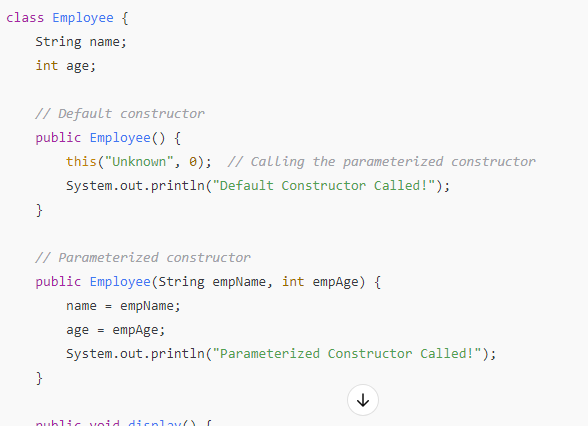 class Employee {
    String name;
    int age;

    // Default constructor
    public Employee() {
        this("Unknown", 0);  // Calling the parameterized constructor
        System.out.println("Default Constructor Called!");
    }

    // Parameterized constructor
    public Employee(String empName, int empAge) {
        name = empName;
        age = empAge;
        System.out.println("Parameterized Constructor Called!");
    }

    public void display() {